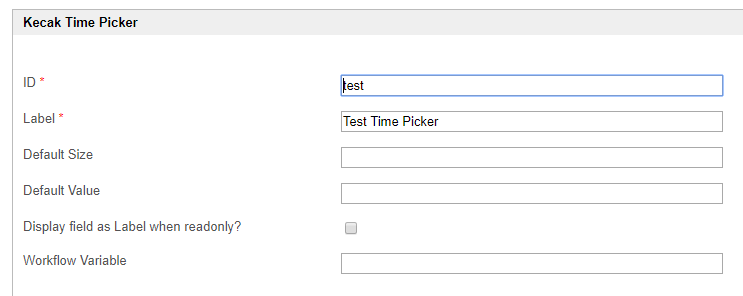 Kecak Time Picker
ID * test
Label * Test Time Picker
Default Size
Default Value
Display field as Label when readonly?
Workflow Variable